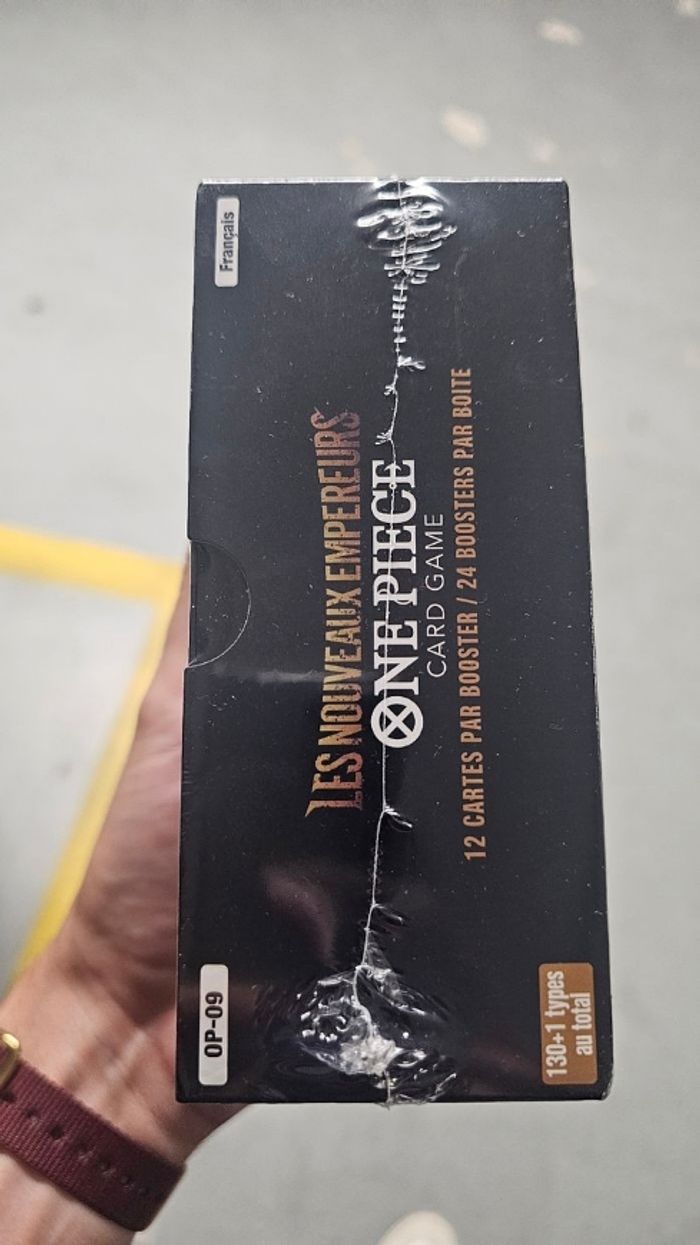 Français
LES NOUVEAUX EMPEREURS
ONE PIECE
CARD GAME
12 CARTES PAR BOOSTER / 24 BOOSTERS PAR BOITE
OP-09
130+1 types
au total